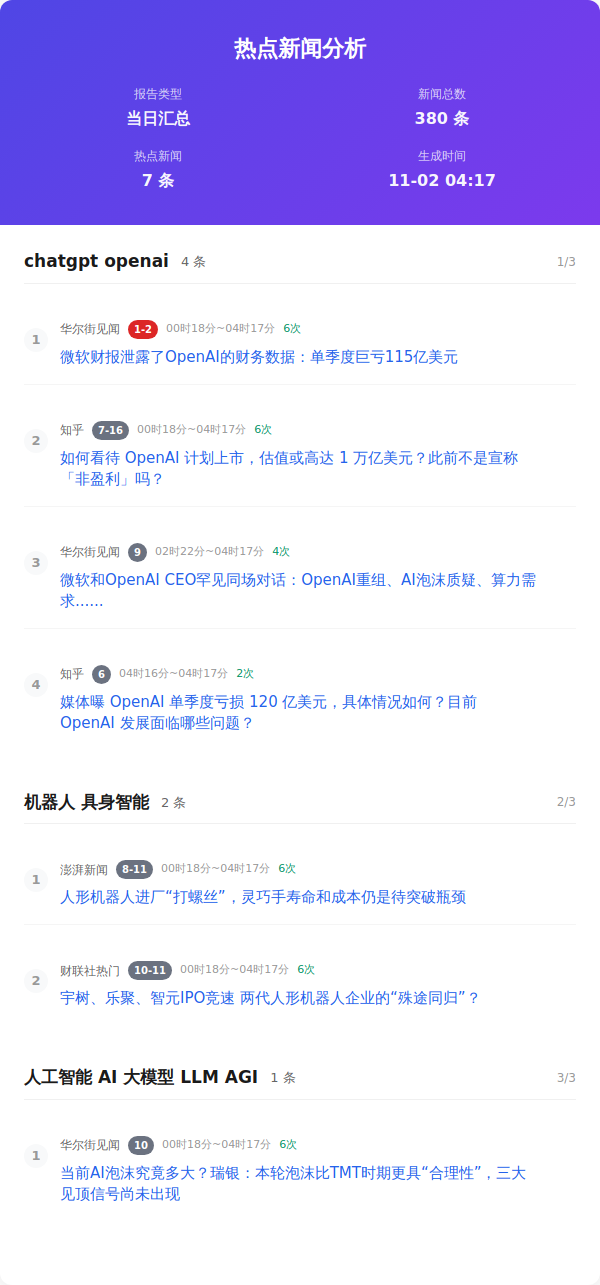 热点新闻分析
报告类型
新闻总数
当日汇总
380 条
热点新闻
生成时间
7 条
11-02 04:17
chatgpt openai 4 条 1/3
华尔街见闻 1-2 00时18分~04时17分 6次
1
微软财报泄露了OpenAI的财务数据：单季度巨亏115亿美元
知乎 7-16 00时18分~04时17分 6次
2
如何看待 OpenAI 计划上市，估值或高达 1 万亿美元？此前不是宣称
「非盈利」吗？
华尔街见闻 9 02时22分~04时17分 4次
3
微软和OpenAI CEO罕见同场对话：OpenAI重组、AI泡沫质疑、算力需
求……
知乎 6 04时16分~04时17分 2次
4
媒体曝 OpenAI 单季度亏损 120 亿美元，具体情况如何？目前
OpenAI 发展面临哪些问题？
机器人 具身智能 2 条 2/3
澎湃新闻 8-11 00时18分~04时17分 6次
1
人形机器人进厂“打螺丝”，灵巧手寿命和成本仍是待突破瓶颈
财联社热门 10-11 00时18分~04时17分 6次
2
宇树、乐聚、智元IPO竞速 两代人形机器人企业的“殊途同归”？
人工智能 AI 大模型 LLM AGI 1 条 3/3
华尔街见闻 10 00时18分~04时17分 6次
1
当前AI泡沫究竟多大？瑞银：本轮泡沫比TMT时期更具“合理性”，三大
见顶信号尚未出现